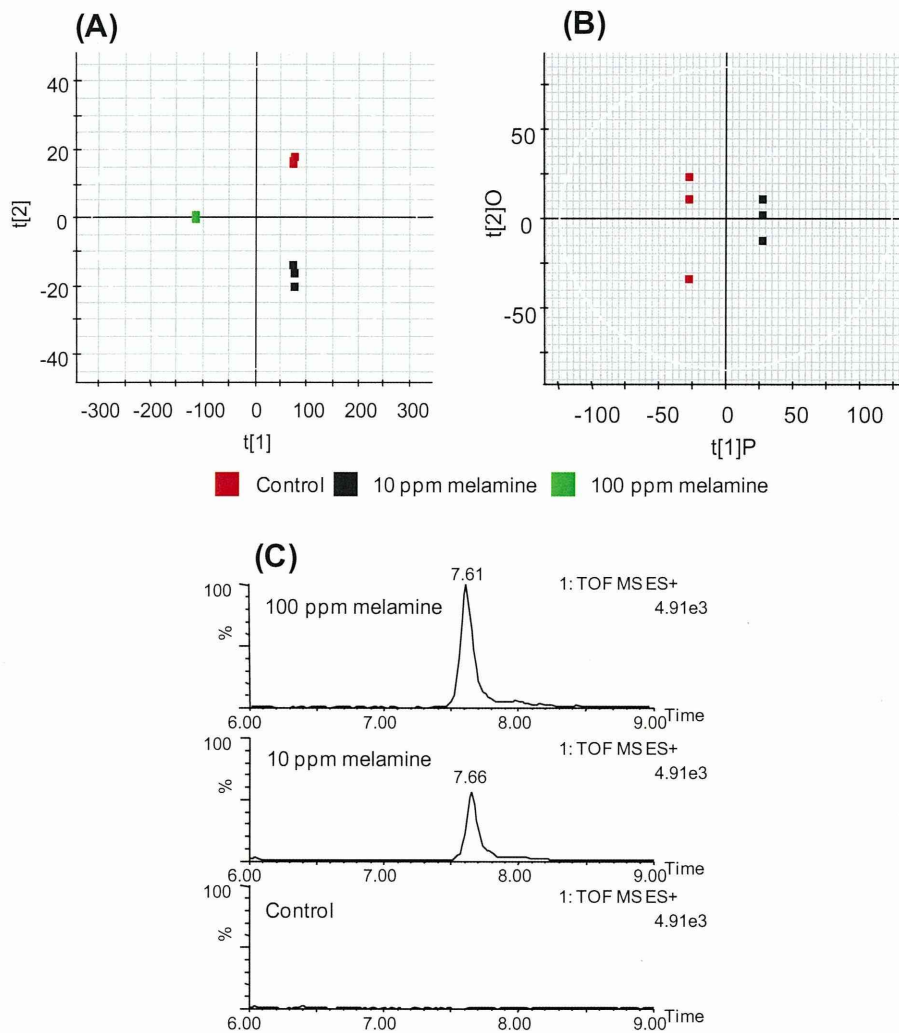 (A)
40
20
0
-20
-40
t[2]
-300 -200 -100 0 100 200 300
t[1]
(B)
50
0
-50
t[2]O
-100 -50 0 50 100
t[1]P
Control 10 ppm melamine 100 ppm melamine
(C)
100
%
100 ppm melamine
7.61
1: TOF MS ES+
4.91e3
6.00 7.00 8.00 9.00 Time
100
%
10 ppm melamine
7.66
1: TOF MS ES+
4.91e3
6.00 7.00 8.00 9.00 Time
100
%
Control
1: TOF MS ES+
4.91e3
6.00 7.00 8.00 9.00 Time